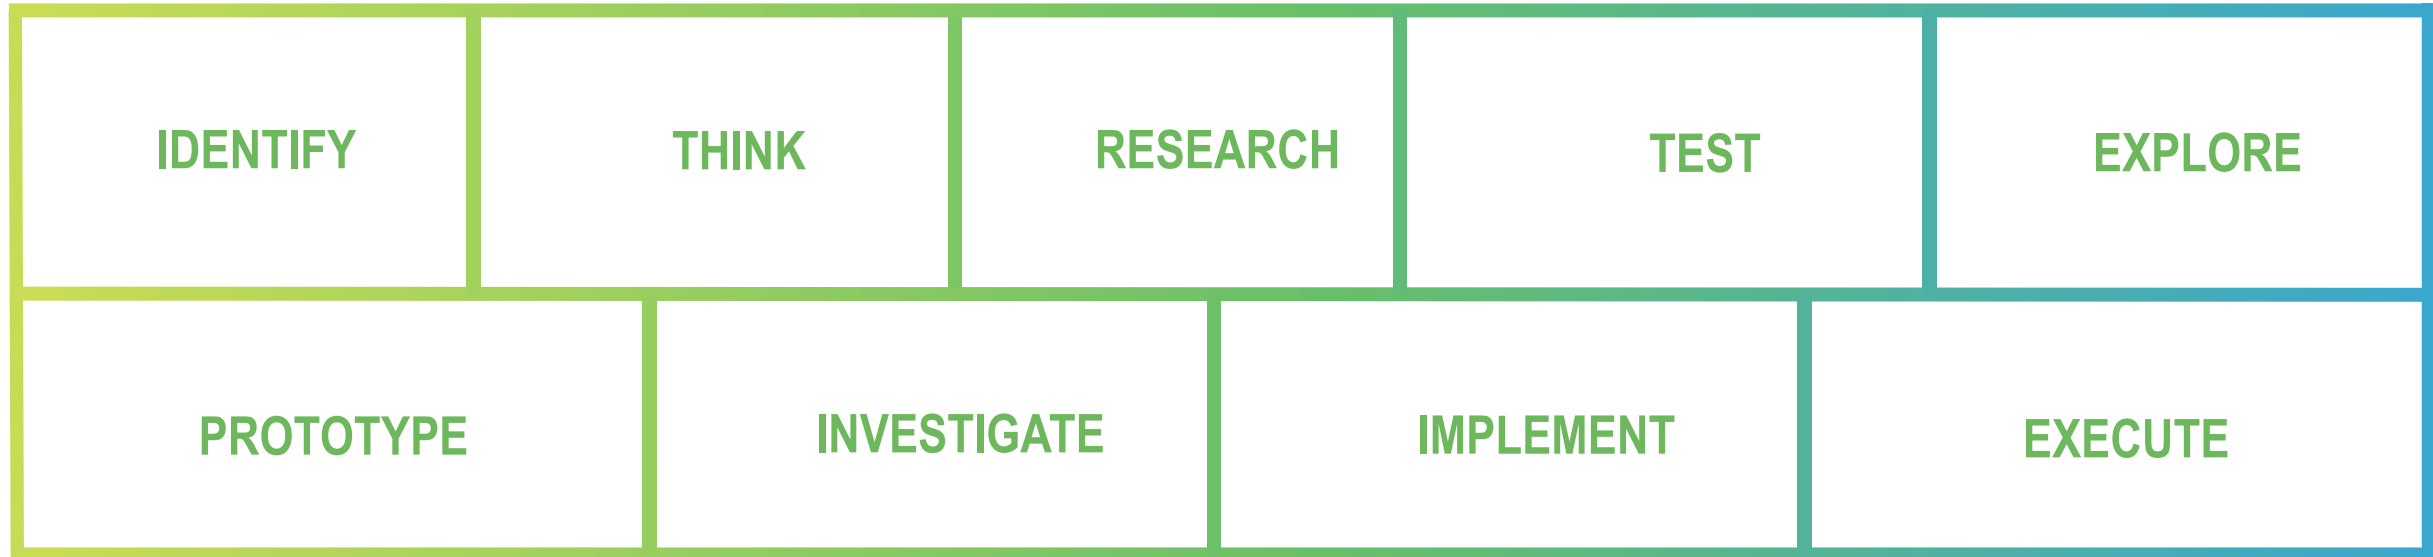 IDENTIFY
THINK
RESEARCH
TEST
EXPLORE
PROTOTYPE
INVESTIGATE
IMPLEMENT
EXECUTE